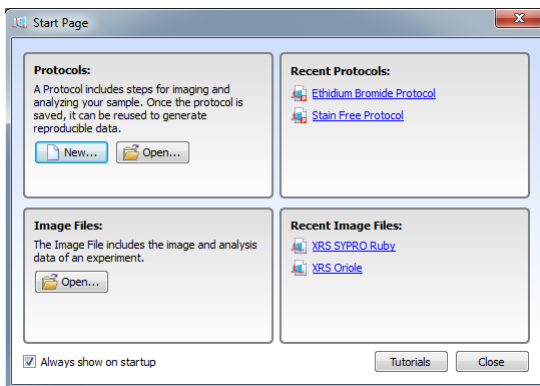 Start Page
Protocols:
A Protocol includes steps for imaging and
analyzing your sample. Once the protocol is
saved, it can be reused to generate
reproducible data.
New...
Open...
Recent Protocols:
Ethidium Bromide Protocol
Stain Free Protocol
Image Files:
The Image File includes the image and analysis
data of an experiment.
Open...
Recent Image Files:
XRS SYPRO Ruby
XRS Oriole
Always show on startup
Tutorials
Close